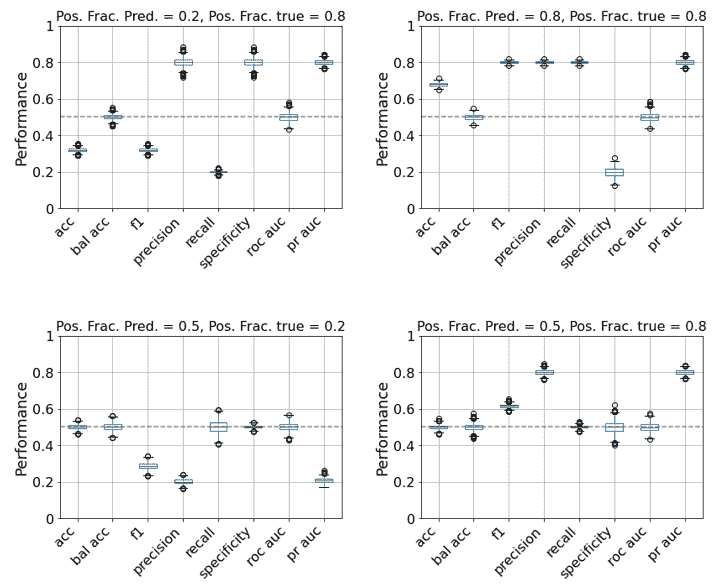 Pos. Frac. Pred. = 0.2, Pos. Frac. true = 0.8
1
0.8
0.6
0.4
0.2
0
Performance
acc
bal acc
f1
precision
recall
specificity
roc auc
pr auc
Pos. Frac. Pred. = 0.8, Pos. Frac. true = 0.8
1
0.8
0.6
0.4
0.2
0
Performance
acc
bal acc
f1
precision
recall
specificity
roc auc
pr auc
Pos. Frac. Pred. = 0.5, Pos. Frac. true = 0.2
1
0.8
0.6
0.4
0.2
0
Performance
acc
bal acc
f1
precision
recall
specificity
roc auc
pr auc
Pos. Frac. Pred. = 0.5, Pos. Frac. true = 0.8
1
0.8
0.6
0.4
0.2
0
Performance
acc
bal acc
f1
precision
recall
specificity
roc auc
pr auc